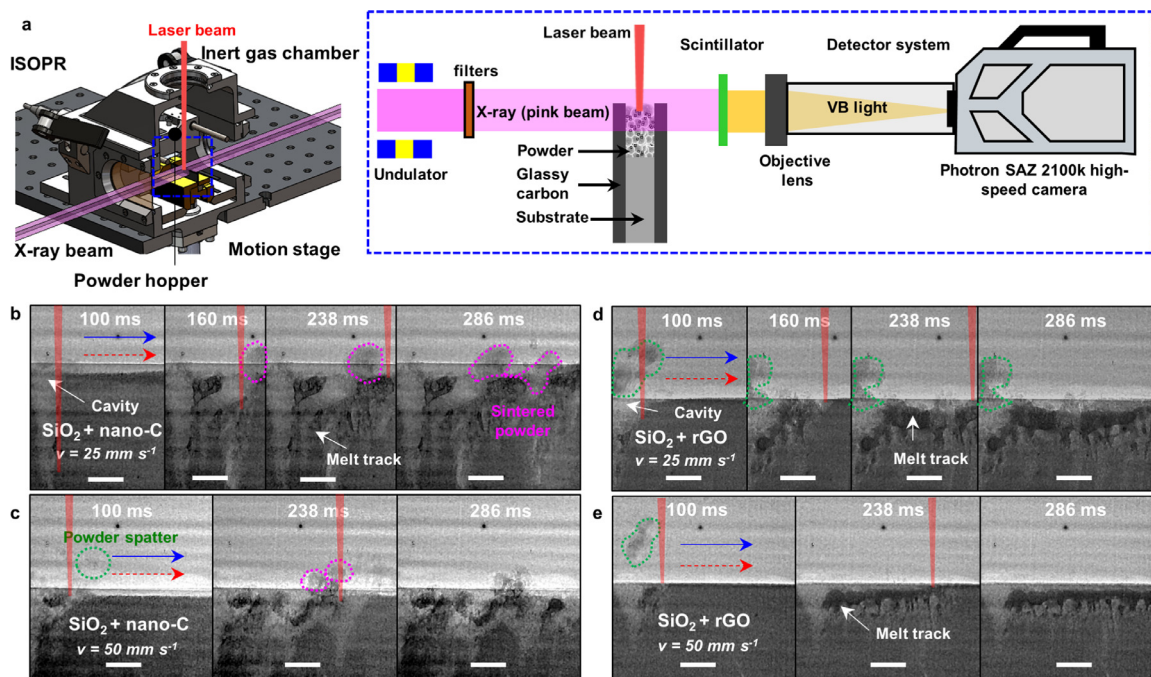 a
Laser beam
ISOPR
Inert gas chamber
X-ray beam
Motion stage
Powder hopper
Laser beam
Scintillator
Detector system
filters
X-ray (pink beam)
VB light
Undulator
Powder
Glassy
carbon
Substrate
Objective
lens
Photron SAZ 2100k high-
speed camera
b
100 ms
160 ms
238 ms
286 ms
Cavity
SiO2 + nano-C
v = 25 mm s-1
Melt track
Sintered
powder
c
100 ms
238 ms
286 ms
Powder spatter
SiO2 + nano-C
v = 50 mm s-1
d
100 ms
160 ms
238 ms
286 ms
Cavity
SiO2 + rGO
v = 25 mm s-1
Melt track
e
100 ms
238 ms
286 ms
SiO2 + rGO
v = 50 mm s-1
Melt track